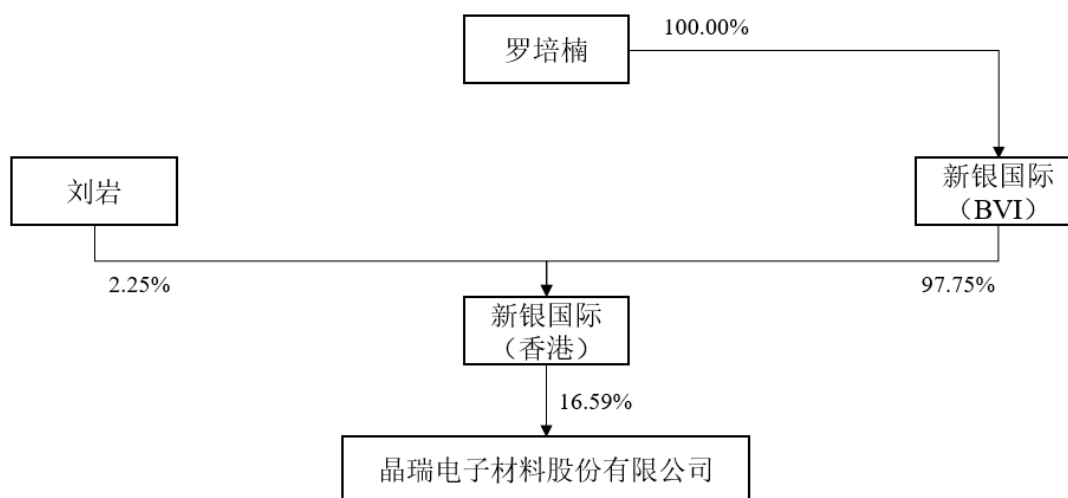 100.00%
罗培楠
刘岩
新银国际
（BVI）
2.25%
97.75%
新银国际
（香港）
16.59%
晶瑞电子材料股份有限公司